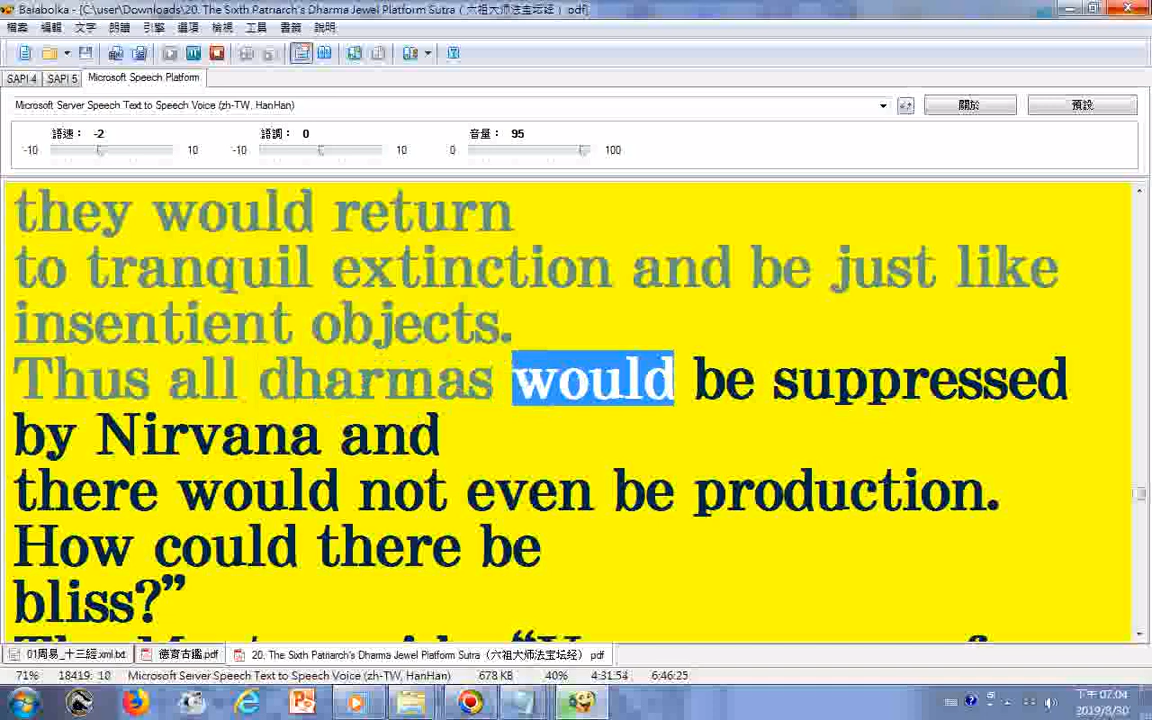 Balabolka - [C:\user\Downloads\20. The Sixth Patriarch's Dharma Jewel Platform Sutra（六祖大师法宝坛经）.pdf]
檔案 編輯 文字 朗讀 引擎 選項 檢視 工具 書籤 說明
SAPI 4 SAPI 5 Microsoft Speech Platform
Microsoft Server Speech Text to Speech Voice (zh-TW, HanHan) 關於 預設
語速： -2 語調： 0 音量： 95
-10 10 -10 10 0 100
they would return
to tranquil extinction and be just like
insentient objects.
Thus all dharmas would be suppressed
by Nirvana and
there would not even be production.
How could there be
bliss?”
01周易_十三經.xml.txt 德育古鑑.pdf 20. The Sixth Patriarch's Dharma Jewel Platform Sutra（六祖大师法宝坛经）.pdf
71% 18419: 10 Microsoft Server Speech Text to Speech Voice (zh-TW, HanHan) 678 KB 40% 4:31:54 6:46:25
下午 07:04
2019/8/30